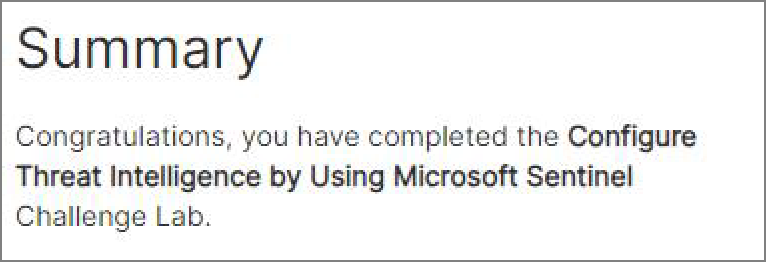 Summary
Congratulations, you have completed the Configure
Threat Intelligence by Using Microsoft Sentinel
Challenge Lab.